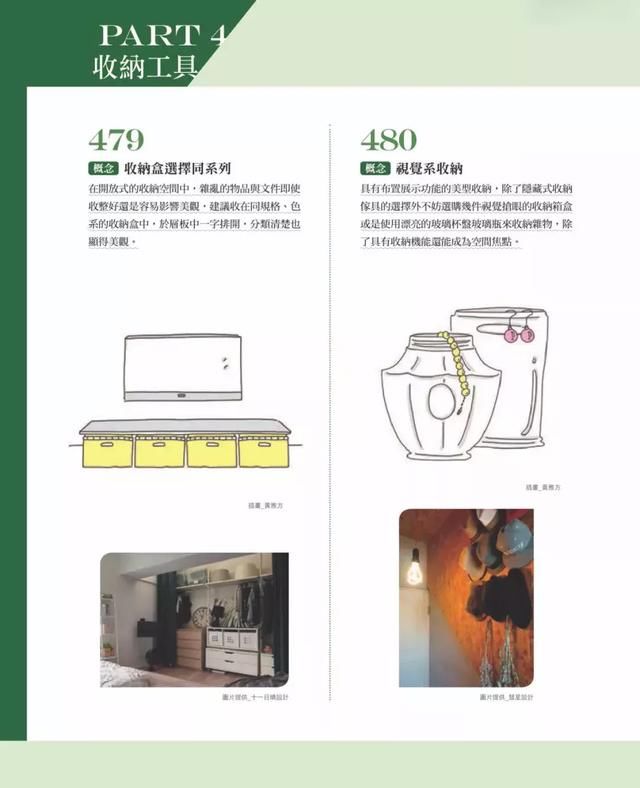 PART 4
收納工具
479
概念 收納盒選擇同系列
在開放式的收納空間中，雜亂的物品與文件即使
收整好還是容易影響美觀，建議收在同規格、色
系的收納盒中，於層板中一字排開，分類清楚也
顯得美觀。
插畫_黃雅方
圖片提供_十一日晴設計
480
概念 視覺系收納
具有布置展示功能的美型收納，除了隱藏式收納
傢具的選擇外不妨選購幾件視覺搶眼的收納箱盒
或是使用漂亮的玻璃杯盤玻璃瓶來收納雜物，除
了具有收納機能還能成為空間焦點。
插畫_黃雅方
圖片提供_彗星設計